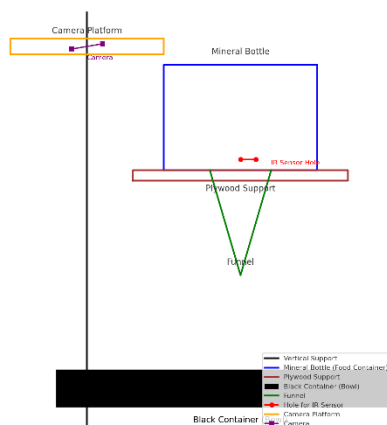 Camera Platform
Mineral Bottle
Camera
IR Sensor Hole
Plywood Support
Funnel
Vertical Support
Mineral Bottle (Food Container)
Plywood Support
Black Container (Bowl)
Funnel
Hole for IR Sensor
Camera Platform
Camera
Black Container (Bowl)